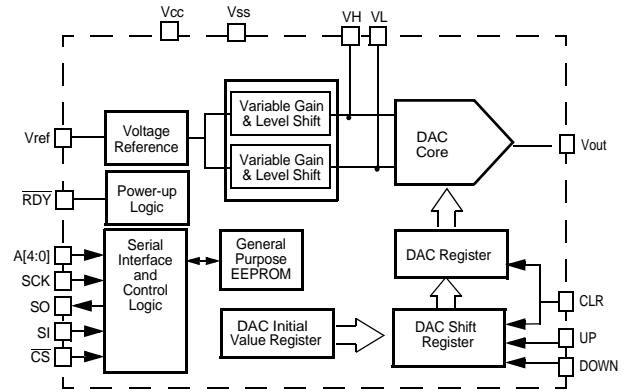 Vcc
Vss
VH
VL
Vref
Voltage
Reference
Variable Gain
& Level Shift
Variable Gain
& Level Shift
DAC
Core
Vout
RDY
Power-up
Logic
A[4:0]
SCK
SO
SI
CS
Serial
Interface
and
Control
Logic
General
Purpose
EEPROM
DAC Register
DAC Initial
Value Register
DAC Shift
Register
CLR
UP
DOWN